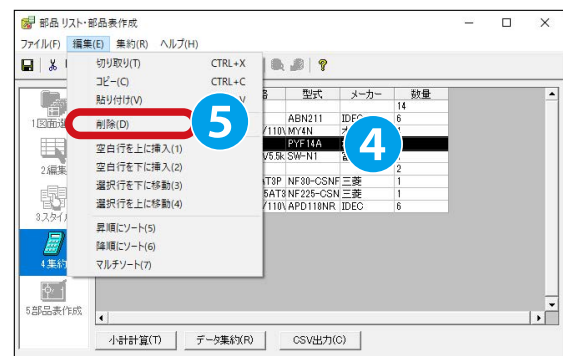 部品 リスト・部品表作成
ファイル(F) 編集(E) 集約(R) ヘルプ(H)
切り取り(T) CTRL+X
コピー(C) CTRL+C
貼り付け(V) V
削除(D)
空白行を上に挿入(1)
空白行を下に挿入(2)
選択行を下に移動(3)
選択行を上に移動(4)
昇順にソート(5)
降順にソート(6)
マルチソート(7)
5
4
1.図面選
2.編集
3.スタイル
4.集約
5.部品表作成
型式 メーカー 数量
14
ABN211 IDEC 6
/110\ MY4N
PYF14A
V5.5k SW-N1
2
AT3P NF30-CSNF 三菱 1
5AT3 NF225-CSN 三菱 1
/110\ APD118NR IDEC 6
小計計算(T) データ集約(R) CSV出力(O)